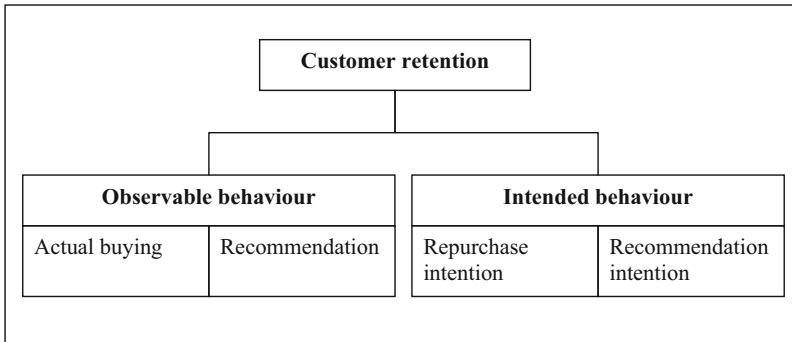 Customer retention
Observable behaviour
Intended behaviour
Actual buying
Recommendation
Repurchase
intention
Recommendation
intention